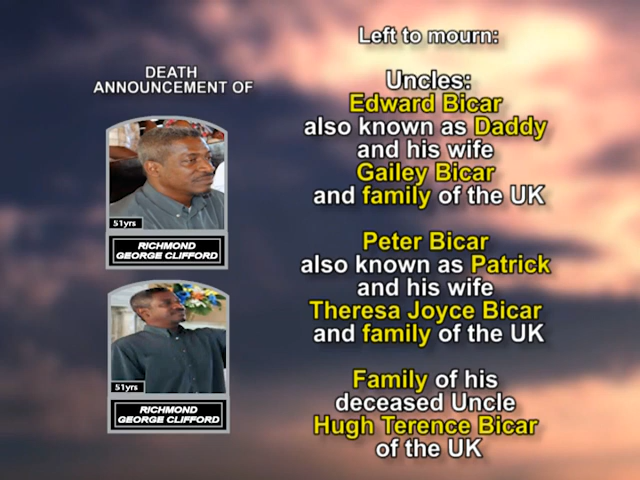 DEATH
ANNOUNCEMENT OF
51yrs
RICHMOND
GEORGE CLIFFORD
51yrs
RICHMOND
GEORGE CLIFFORD
Left to mourn:
Uncles:
Edward Bicar
also known as Daddy
and his wife
Gailey Bicar
and family of the UK
Peter Bicar
also known as Patrick
and his wife
Theresa Joyce Bicar
and family of the UK
Family of his
deceased Uncle
Hugh Terence Bicar
of the UK